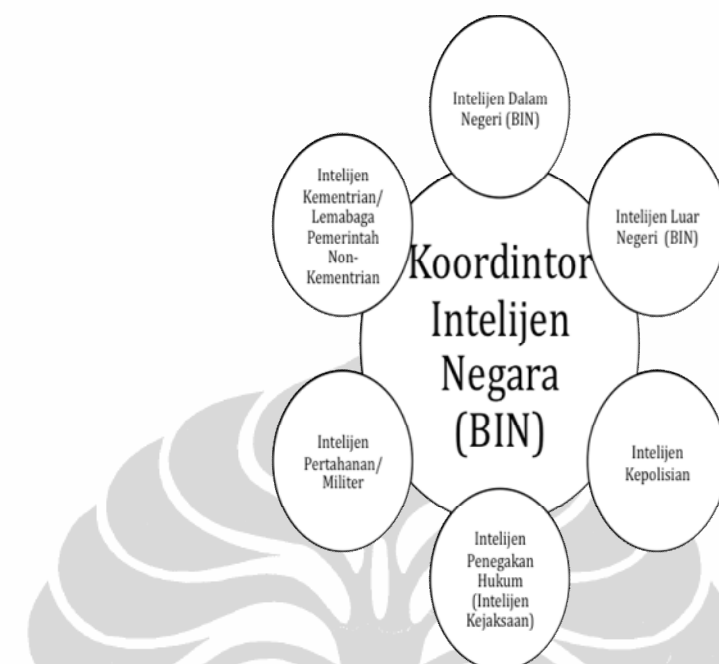 Intelijen Dalam
Negeri (BIN)
Intelijen Luar
Negeri (BIN)
Intelijen
Kepolisian
Intelijen
Penegakan
Hukum
(Intelijen
Kejaksaan)
Intelijen
Pertahanan/
Militer
Intelijen
Kementrian/
Lemabaga
Pemerintah
Non-
Kementrian
Koordintor
Intelijen
Negara
(BIN)